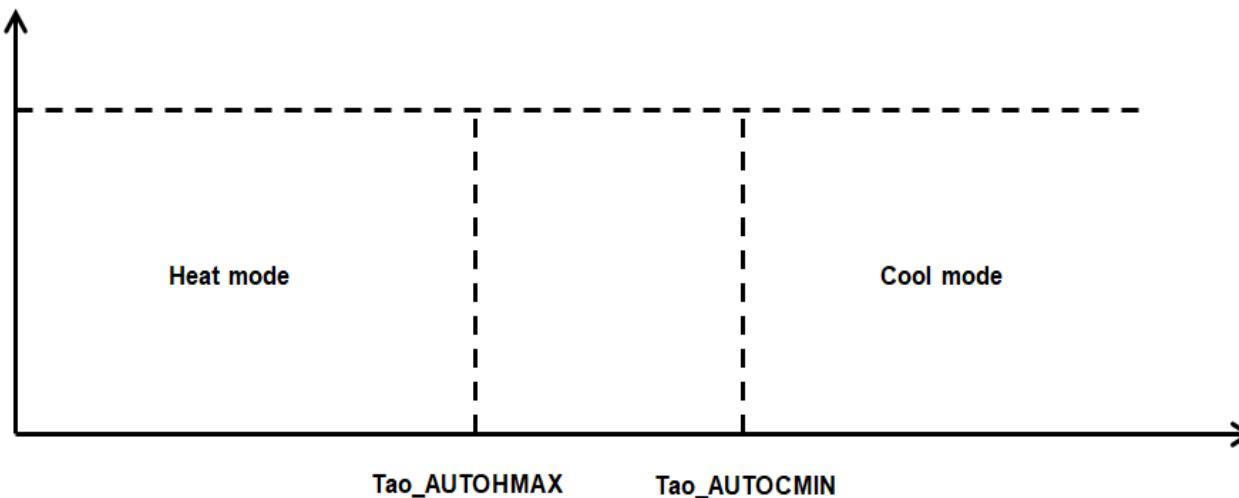 Heat mode
Cool mode
Tao_AUTOHMAX
Tao_AUTOCMIN